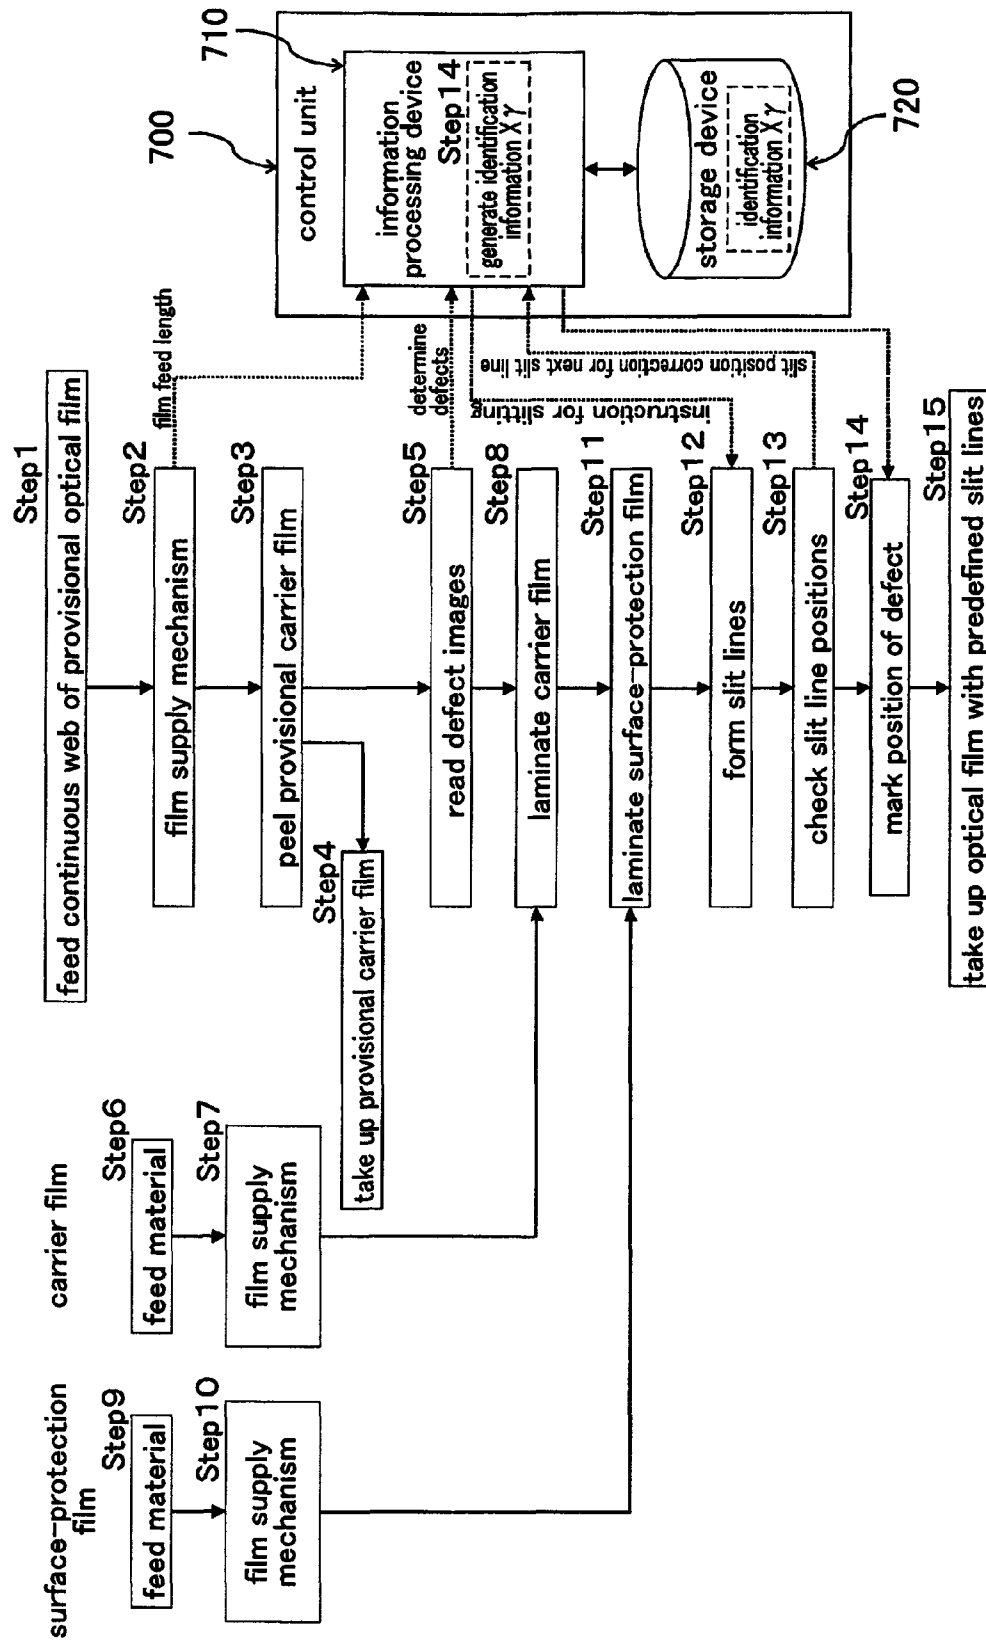 surface-protection
film
Step9
feed material
Step10
film supply
mechanism
carrier film
Step6
feed material
Step7
film supply
mechanism
Step1
feed continuous web of provisional optical film
Step2
film supply mechanism
film feed length
Step3
peel provisional carrier film
Step4
take up provisional carrier film
Step5
read defect images
determine
defects
Step8
laminate carrier film
Step11
laminate surface-protection film
instruction for slitting
Step12
form slit lines
slit position correction for next slit line
Step13
check slit line positions
Step14
mark position of defect
Step15
take up optical film with predefined slit lines
700
control unit
710
information
processing device
Step14
generate identification
information Xγ
storage device
identification
information Xγ
720